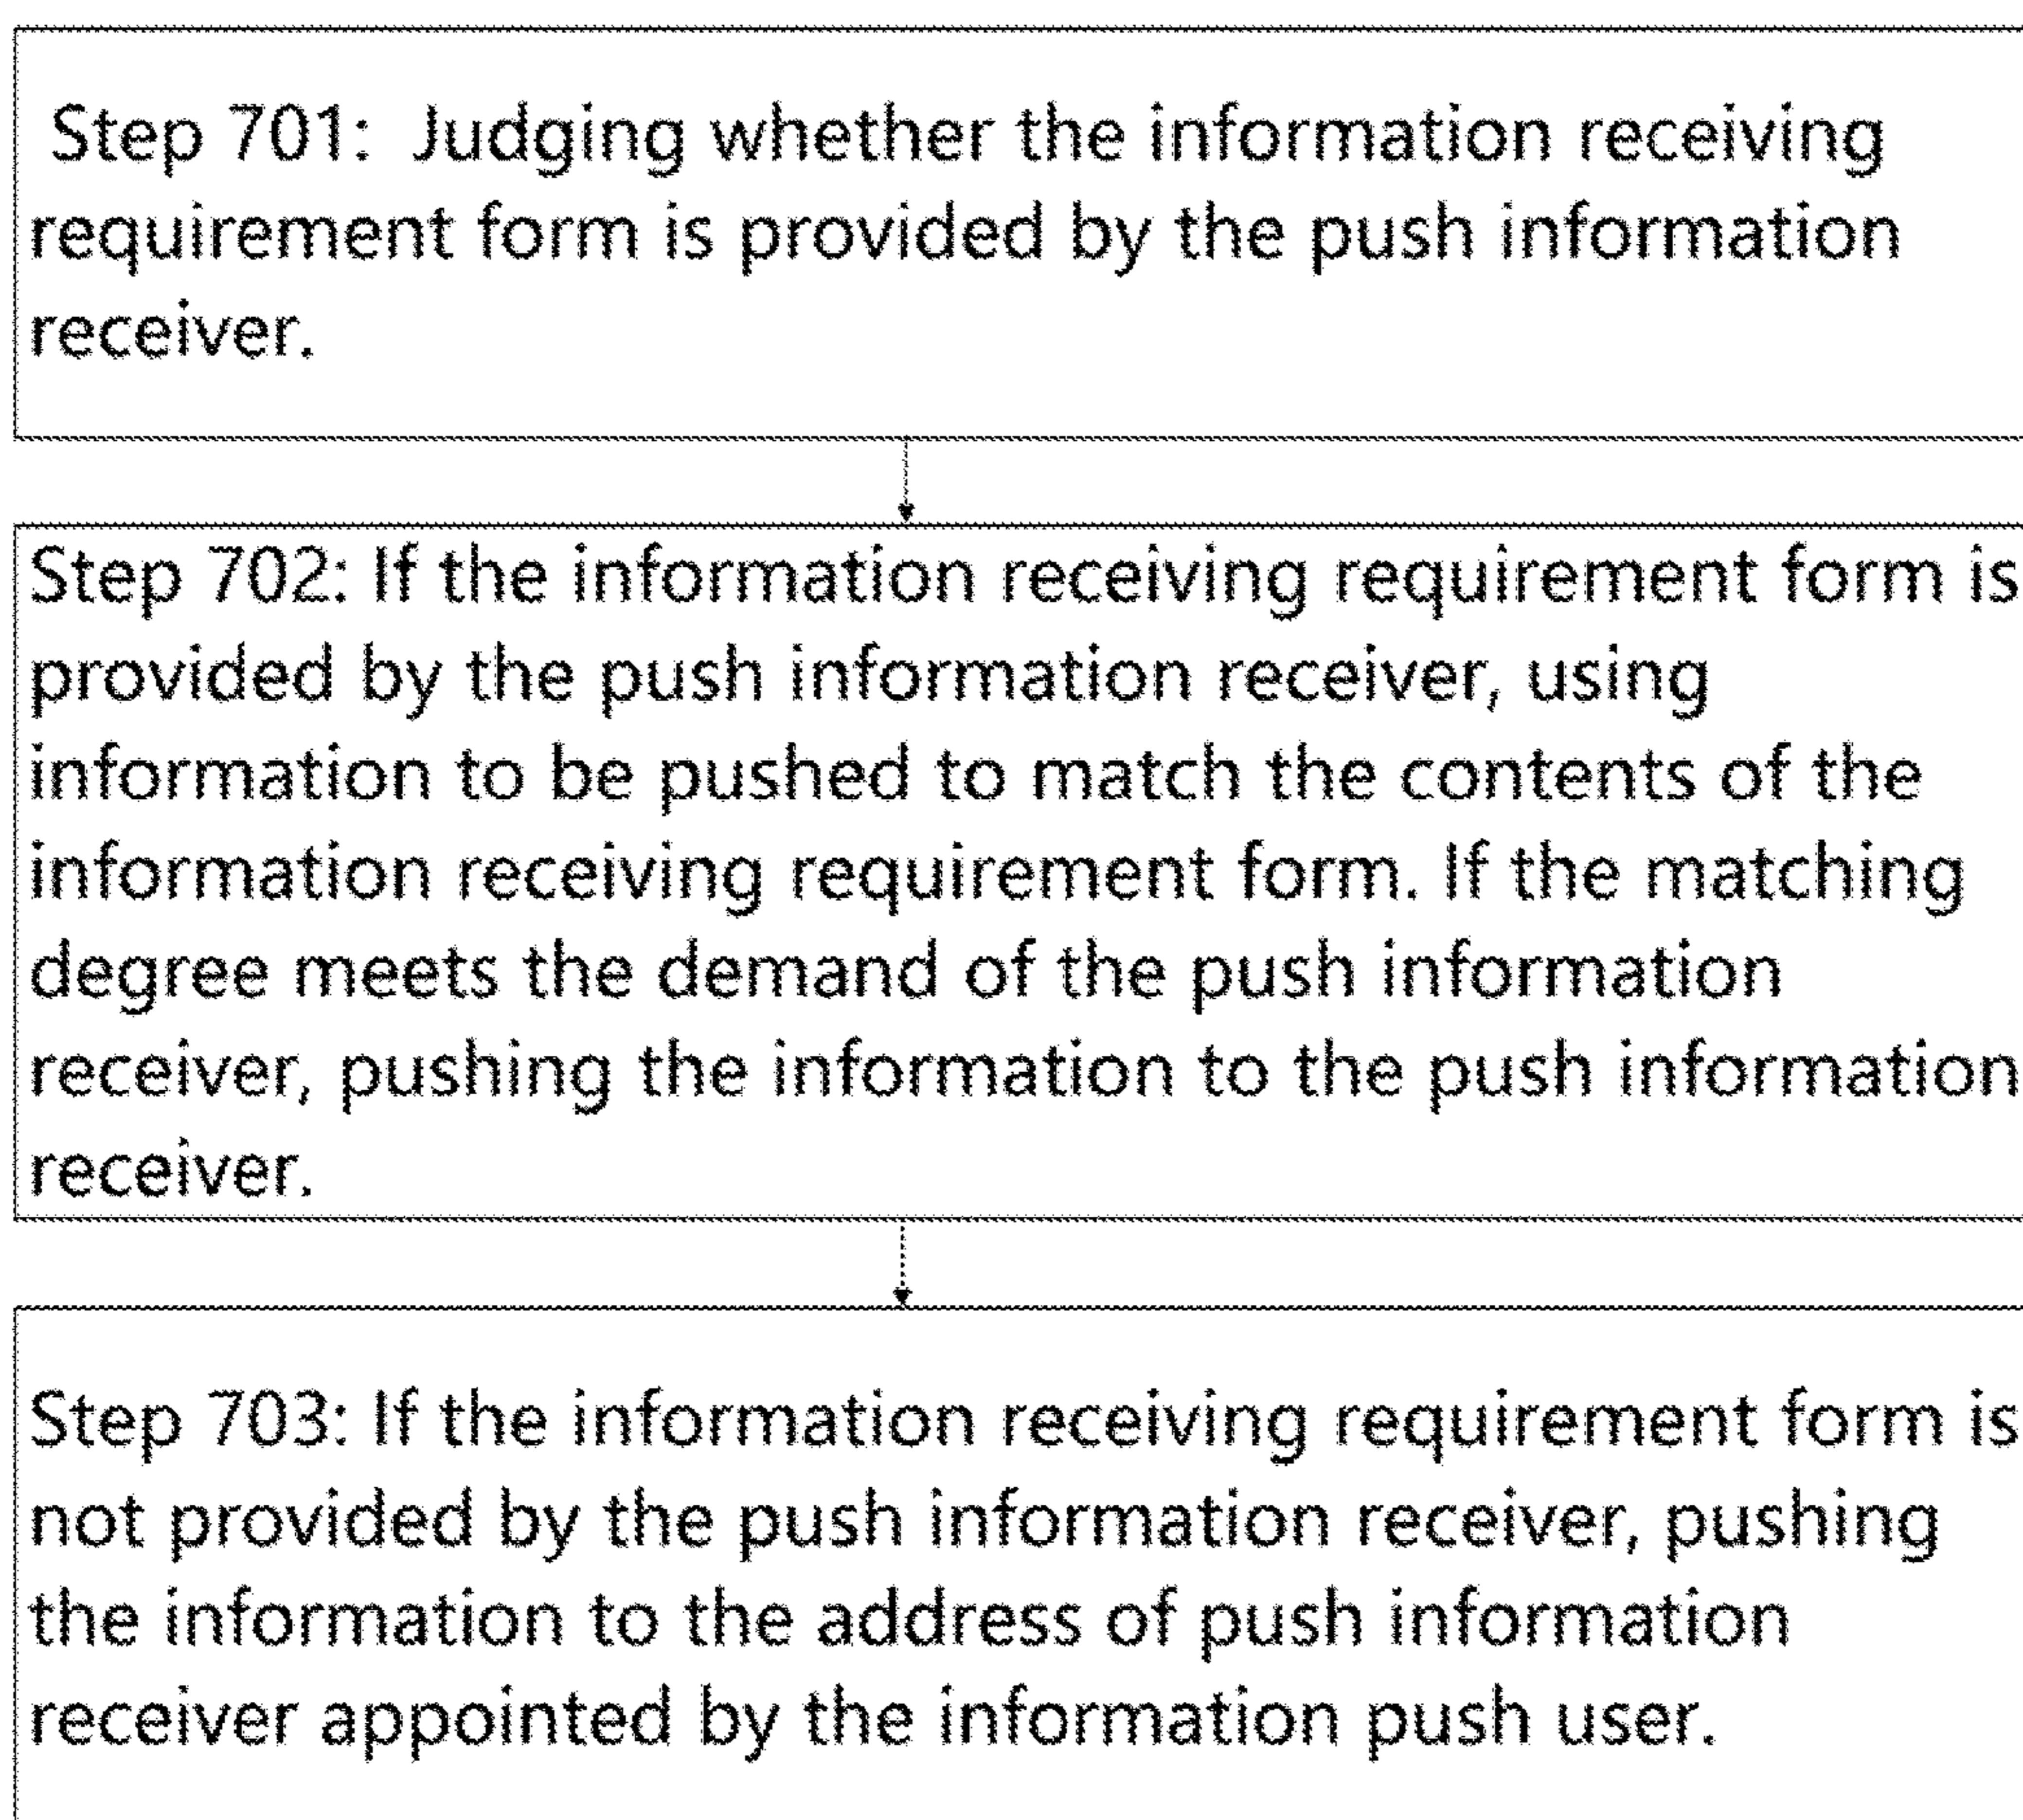 Step 701: Judging whether the information receiving
requirement form is provided by the push information
receiver.
Step 702: If the information receiving requirement form is
provided by the push information receiver, using
information to be pushed to match the contents of the
information receiving requirement form. If the matching
degree meets the demand of the push information
receiver, pushing the information to the push information
receiver.
Step 703: If the information receiving requirement form is
not provided by the push information receiver, pushing
the information to the address of push information
receiver appointed by the information push user.